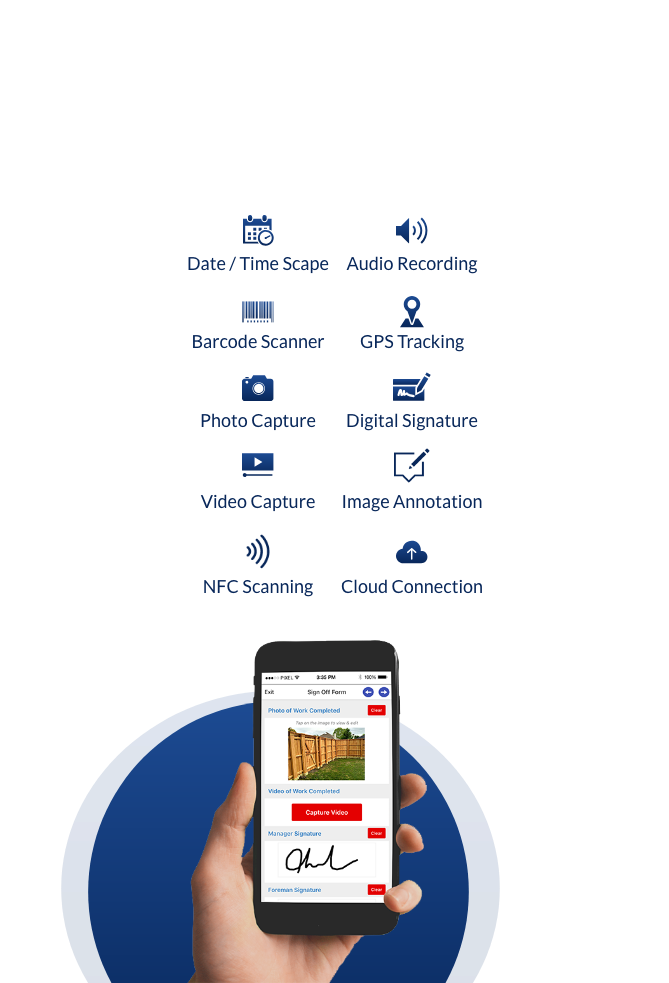 Date / Time Scape Audio Recording
Barcode Scanner GPS Tracking
Photo Capture Digital Signature
Video Capture Image Annotation
NFC Scanning Cloud Connection
PIXEL 3:35 PM 100%
Exit Sign Off Form
Photo of Work Completed Clear
Tap on the image to view & edit
Video of Work Completed
Capture Video
Manager Signature Clear
Foreman Signature Clear